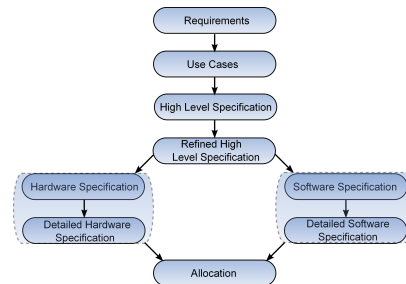 Requirements
Use Cases
High Level Specification
Refined High
Level Specification
Hardware Specification
Software Specification
Detailed Hardware
Specification
Detailed Software
Specification
Allocation